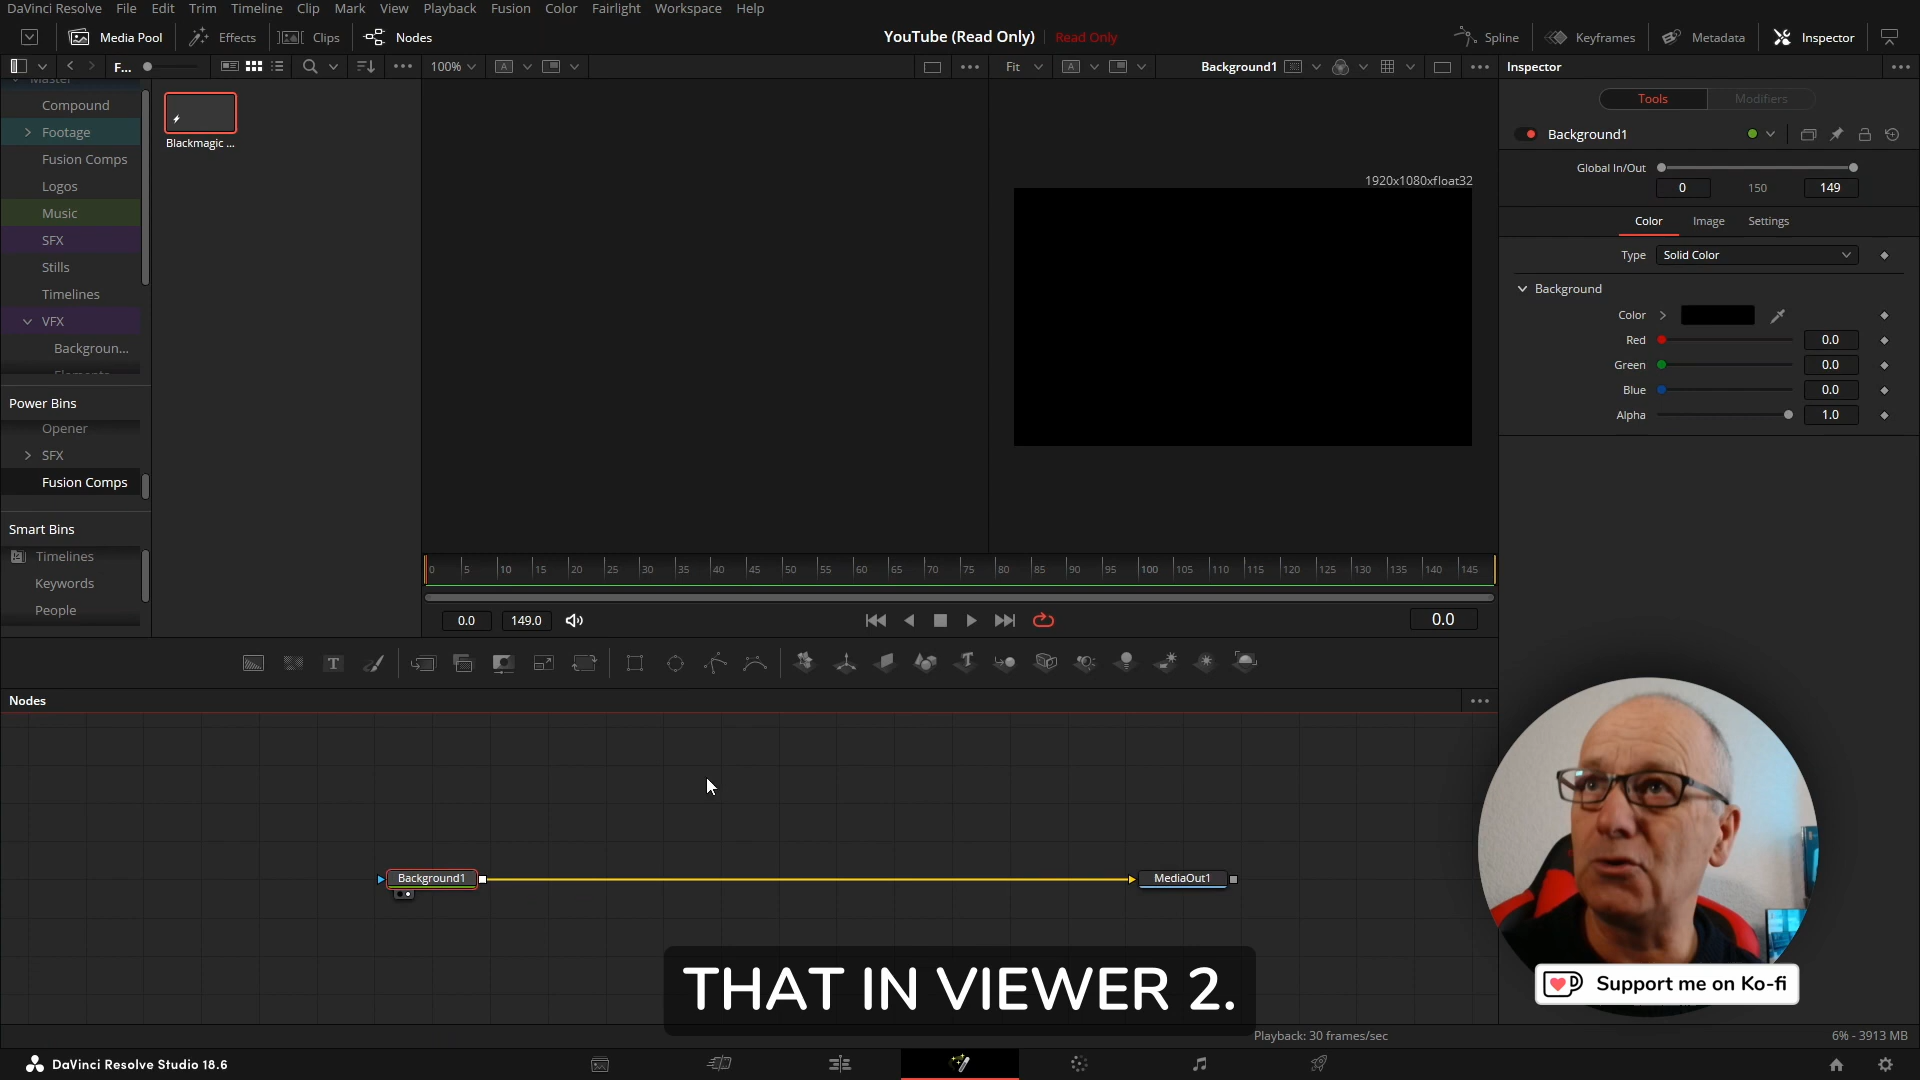 DaVinci Resolve File Edit Trim Timeline Clip Mark View Playback Fusion Color Fairlight Workspace Help
Media Pool Effects Clips Nodes YouTube (Read Only) Read Only Spline Keyframes Metadata Inspector
F... 100% Fit Background1 Inspector
Master
Compound
Footage
Fusion Comps
Logos
Music
SFX
Stills
Timelines
VFX
Backgroun...
Elements
Power Bins
Opener
SFX
Fusion Comps
Smart Bins
Timelines
Keywords
People
Blackmagic ...
1920x1080xfloat32
Tools Modifiers
Background1
Global In/Out
0 150 149
Color Image Settings
Type Solid Color
Background
Color
Red 0.0
Green 0.0
Blue 0.0
Alpha 1.0
0 5 10 15 20 25 30 35 40 45 50 55 60 65 70 75 80 85 90 95 100 105 110 115 120 125 130 135 140 145
0.0 149.0 0.0
Nodes
Background1 MediaOut1
THAT IN VIEWER 2.
Support me on Ko-fi
Playback: 30 frames/sec 6% - 3913 MB
DaVinci Resolve Studio 18.6